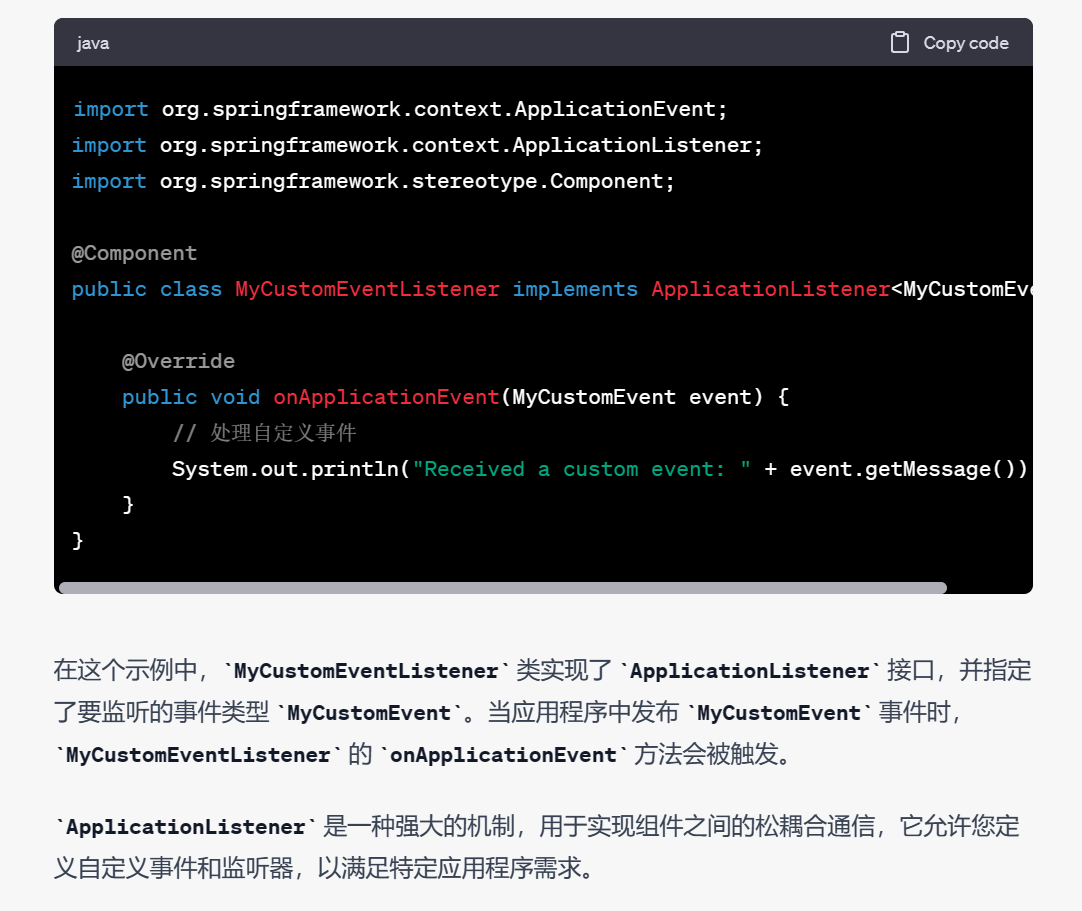 java
Copy code
import org.springframework.context.ApplicationEvent;
import org.springframework.context.ApplicationListener;
import org.springframework.stereotype.Component;
@Component
public class MyCustomEventListener implements ApplicationListener<MyCustomEve
@Override
public void onApplicationEvent(MyCustomEvent event) {
// 处理自定义事件
System.out.println("Received a custom event: " + event.getMessage())
}
}
在这个示例中，`MyCustomEventListener` 类实现了 `ApplicationListener` 接口，并指定
了要监听的事件类型 `MyCustomEvent`。当应用程序中发布 `MyCustomEvent` 事件时，
`MyCustomEventListener` 的 `onApplicationEvent` 方法会被触发。
`ApplicationListener` 是一种强大的机制，用于实现组件之间的松耦合通信，它允许您定
义自定义事件和监听器，以满足特定应用程序需求。